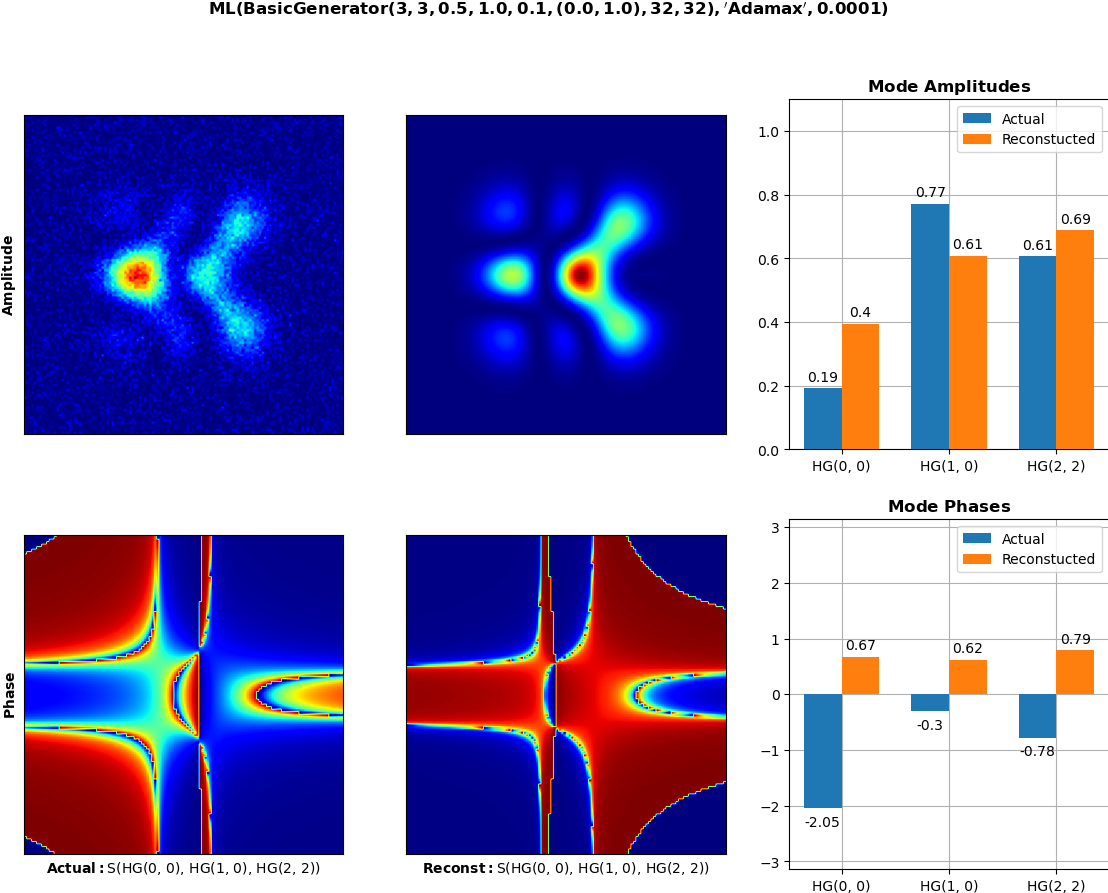 ML(BasicGenerator(3, 3, 0.5, 1.0, 0.1, (0.0, 1.0), 32, 32), 'Adamax', 0.0001)
Amplitude
Mode Amplitudes
Actual
Reconstucted
1.0
0.8
0.6
0.4
0.2
0.0
0.19
0.4
0.77
0.61
0.61
0.69
HG(0, 0)
HG(1, 0)
HG(2, 2)
Phase
Actual: S(HG(0, 0), HG(1, 0), HG(2, 2))
Reconst: S(HG(0, 0), HG(1, 0), HG(2, 2))
Mode Phases
Actual
Reconstucted
3
2
1
0
−1
−2
−3
-2.05
0.67
-0.3
0.62
-0.78
0.79
HG(0, 0)
HG(1, 0)
HG(2, 2)